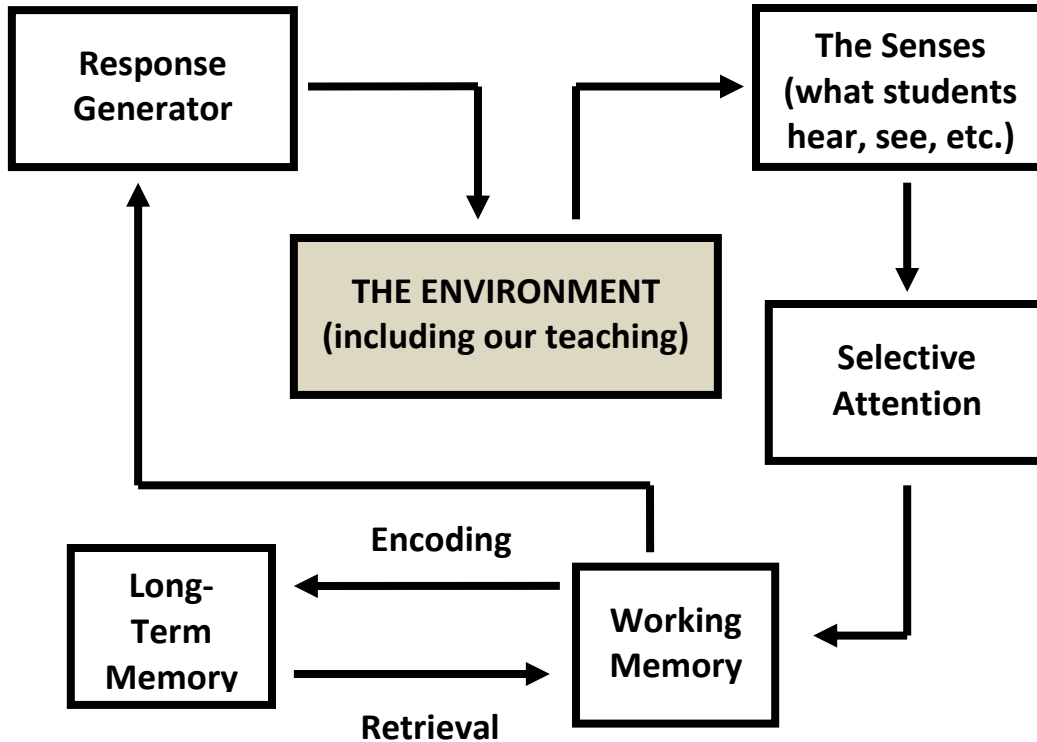 Response
Generator
The Senses
(what students
hear, see, etc.)
THE ENVIRONMENT
(including our teaching)
Selective
Attention
Encoding
Long-
Term
Memory
Working
Memory
Retrieval